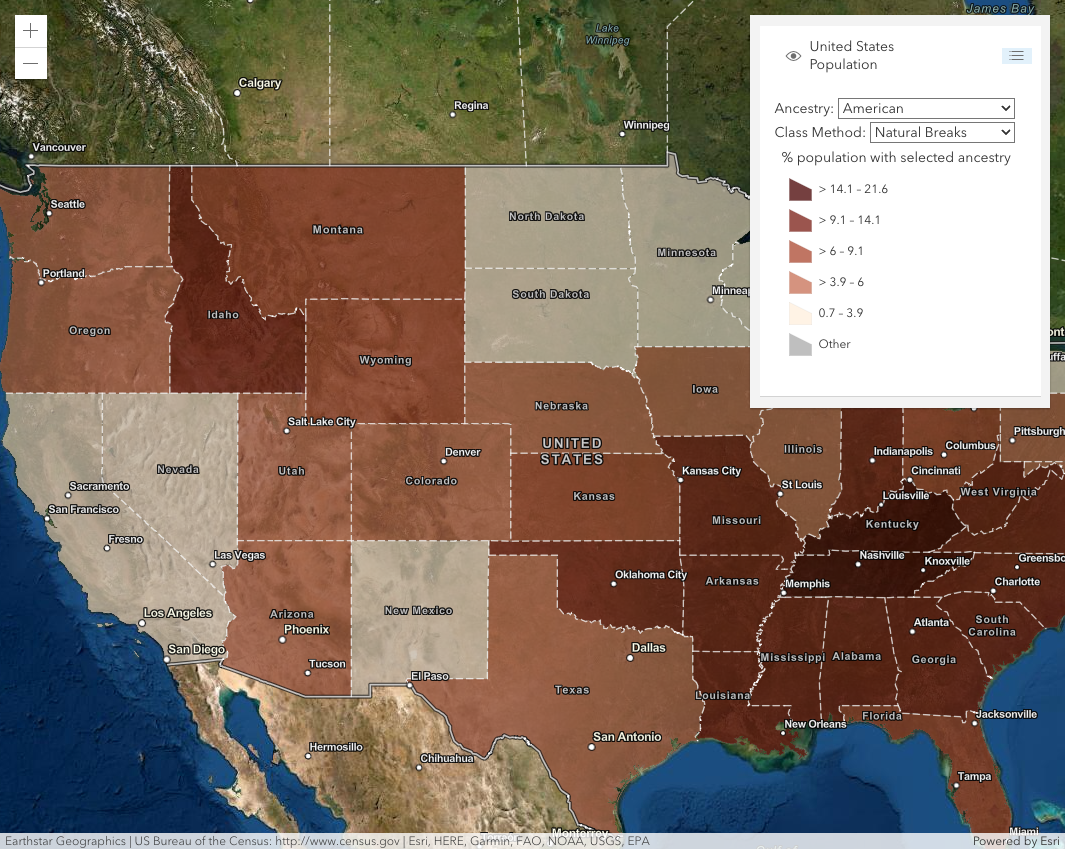 James Bay
Lake
Winnipeg
+
−
United States
Population
Calgary
Ancestry: American
Regina
Winnipeg
Class Method: Natural Breaks
Vancouver
% population with selected ancestry
> 14.1 – 21.6
Seattle
North Dakota
> 9.1 – 14.1
Montana
Minnesota
> 6 – 9.1
Portland
> 3.9 – 6
South Dakota
Minneap
Idaho
0.7 – 3.9
Oregon
ont
Other
Wyoming
uffa
Iowa
Nebraska
Salt Lake City
Pittsburgh
UNITED
STATES
Illinois
Columbus
Denver
Indianapolis
Nevada
Utah
Kansas City
Cincinnati
Colorado
Sacramento
St Louis
West Virginia
Kansas
Louisville
San Francisco
Missouri
Kentucky
Fresno
Las Vegas
Nashville
Knoxville
Greensbo
Oklahoma City
Arkansas
Memphis
Charlotte
Los Angeles
Arizona
New Mexico
Phoenix
Atlanta
South
Carolina
San Diego
Dallas
Mississippi
Alabama
Georgia
Tucson
El Paso
Texas
Louisiana
Florida
Jacksonville
New Orleans
San Antonio
Hermosillo
Chihuahua
Tampa
Monterrey
Miami
Earthstar Geographics | US Bureau of the Census: http://www.census.gov | Esri, HERE, Garmin, FAO, NOAA, USGS, EPA
Powered by Esri